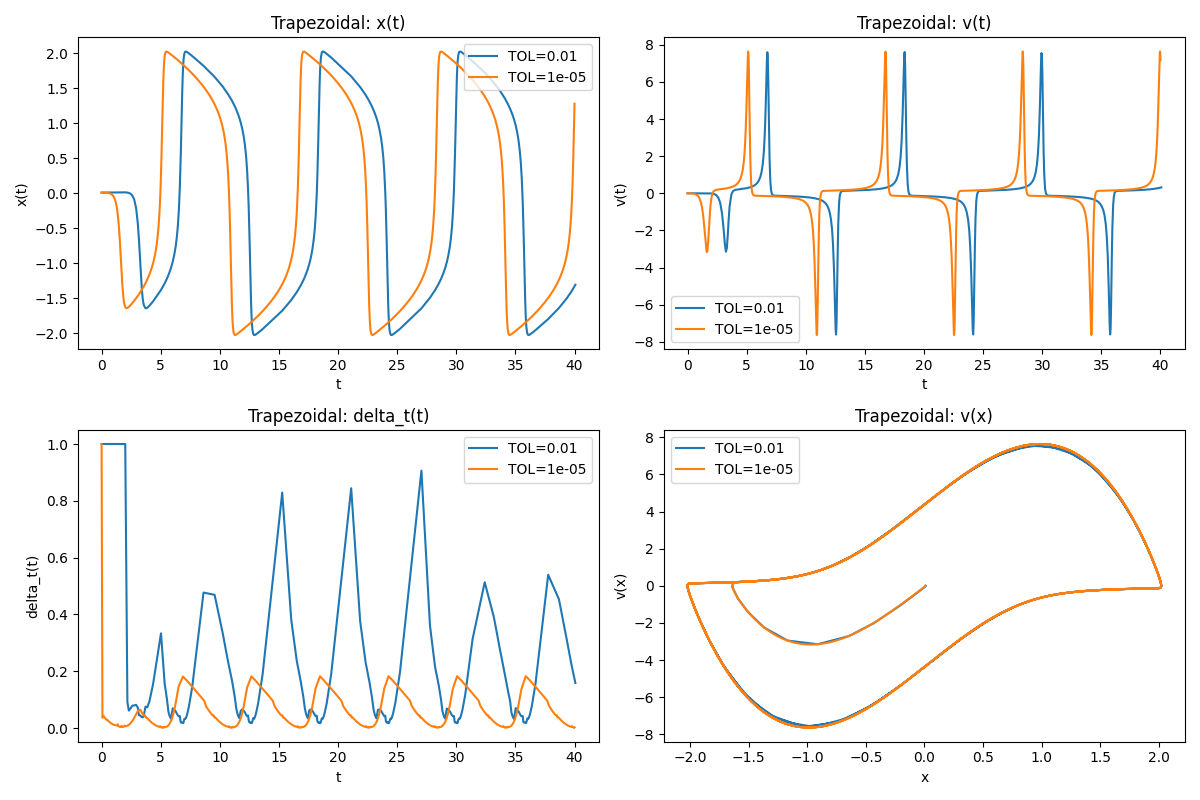 Trapezoidal: x(t)
x(t)
2.0
1.5
1.0
0.5
0.0
−0.5
−1.0
−1.5
−2.0
TOL=0.01
TOL=1e-05
0 5 10 15 20 25 30 35 40
t
Trapezoidal: v(t)
v(t)
8
6
4
2
0
−2
−4
−6
−8
TOL=0.01
TOL=1e-05
0 5 10 15 20 25 30 35 40
t
Trapezoidal: delta_t(t)
delta_t(t)
1.0
0.8
0.6
0.4
0.2
0.0
TOL=0.01
TOL=1e-05
0 5 10 15 20 25 30 35 40
t
Trapezoidal: v(x)
v(x)
8
6
4
2
0
−2
−4
−6
−8
TOL=0.01
TOL=1e-05
−2.0 −1.5 −1.0 −0.5 0.0 0.5 1.0 1.5 2.0
x